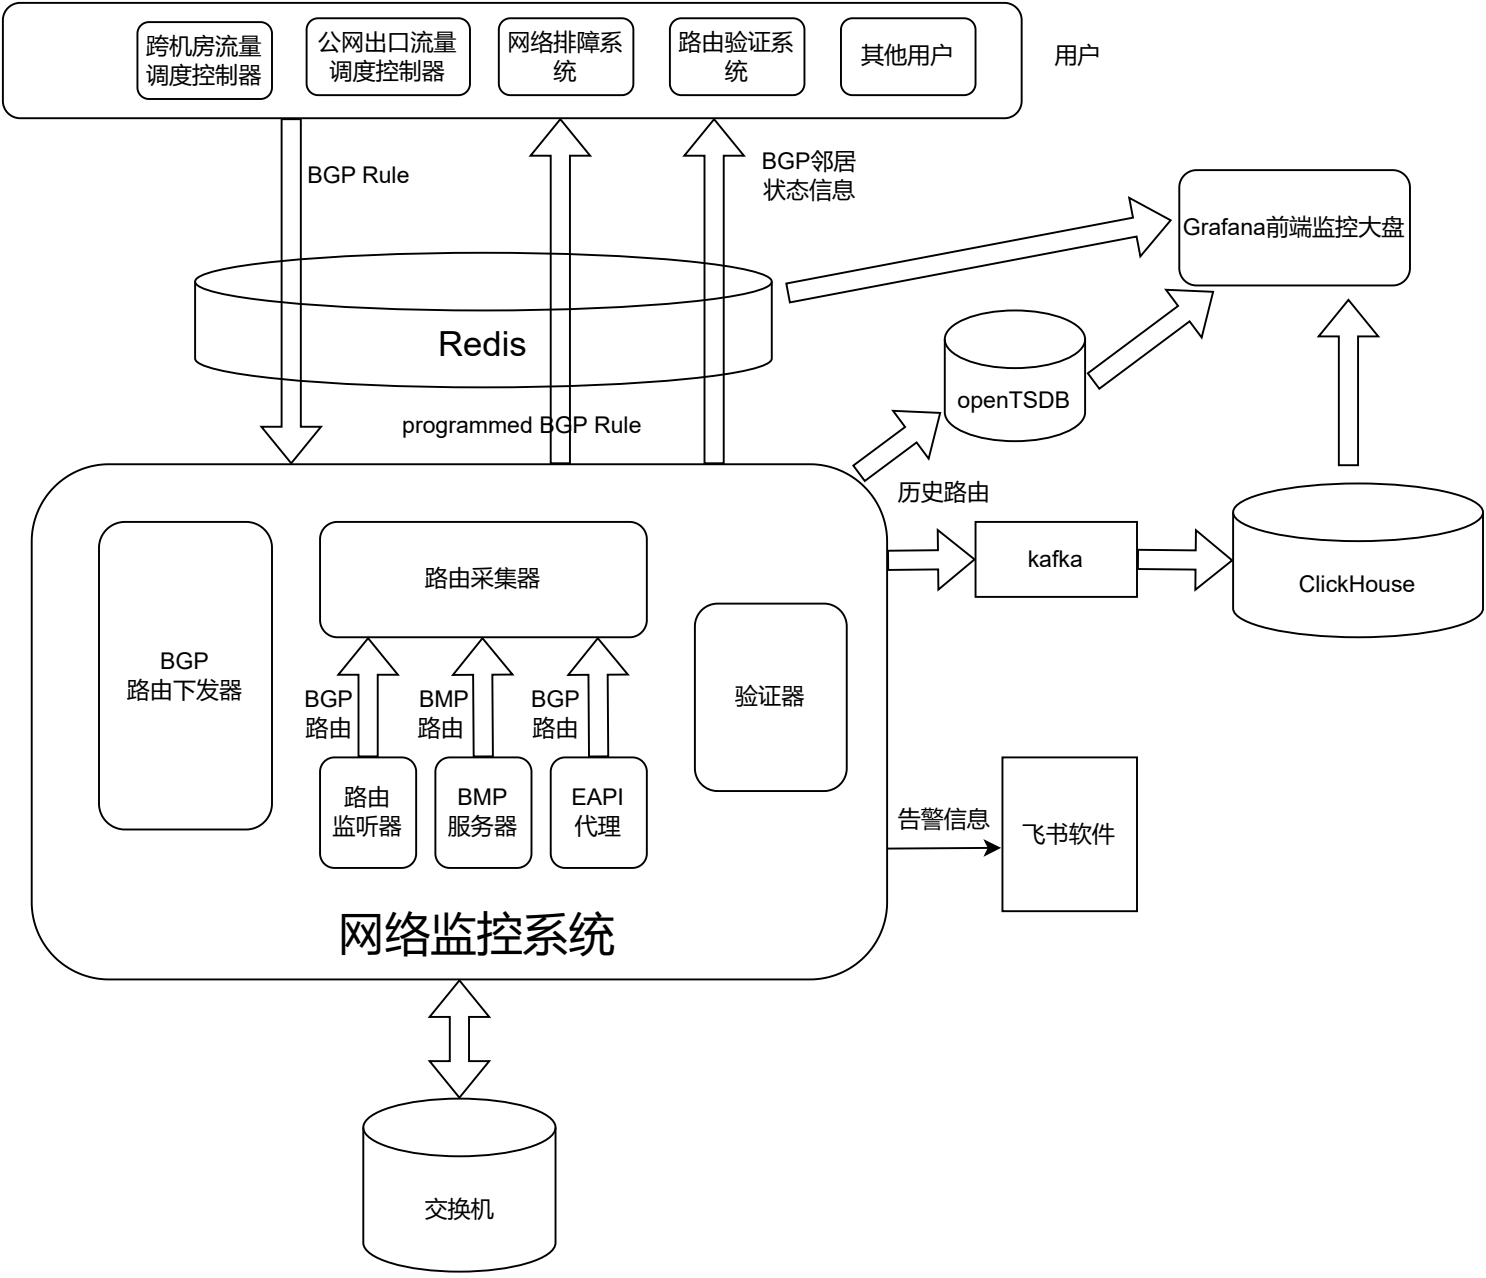 跨机房流量
调度控制器
公网出口流量
调度控制器
网络排障系
统
路由验证系
统
其他用户
用户
BGP Rule
BGP邻居
状态信息
Grafana前端监控大盘
Redis
openTSDB
programmed BGP Rule
历史路由
kafka
ClickHouse
路由采集器
BGP
路由下发器
BGP
路由
BMP
路由
BGP
路由
验证器
路由
监听器
BMP
服务器
EAPI
代理
告警信息
飞书软件
网络监控系统
交换机